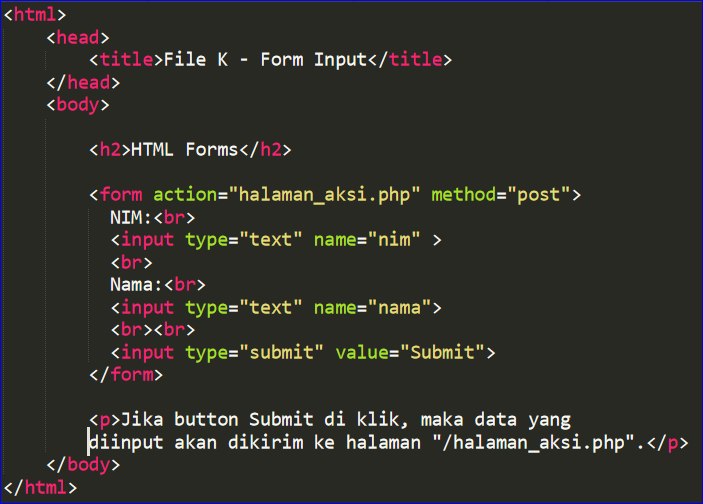 <html>
<head>
<title>File K - Form Input</title>
</head>
<body>
<h2>HTML Forms</h2>
<form action="halaman_aksi.php" method="post">
NIM:<br>
<input type="text" name="nim" >
<br>
Nama:<br>
<input type="text" name="nama">
<br><br>
<input type="submit" value="Submit">
</form>
<p>Jika button Submit di klik, maka data yang
diinput akan dikirim ke halaman "/halaman_aksi.php".</p>
</body>
</html>